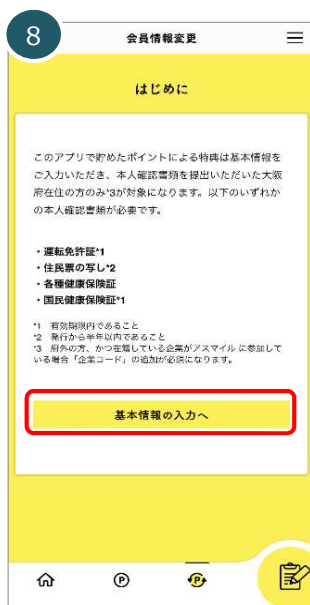 8
会員情報変更
はじめに
このアプリで貯めたポイントによる特典は基本情報を
ご入力いただき、本人確認書類を提出いただいた大阪
府在住の方のみ*3が対象になります。以下のいずれか
の本人確認書類が必要です。
・運転免許証*1
・住民票の写し*2
・各種健康保険証
・国民健康保険証*1
*1 有効期限内であること
*2 発行から半年以内であること
*3 府外の方、かつ在籍している企業がアスマイルに参加して
いる場合「企業コード」の追加が必須になります。
基本情報の入力へ
P
P